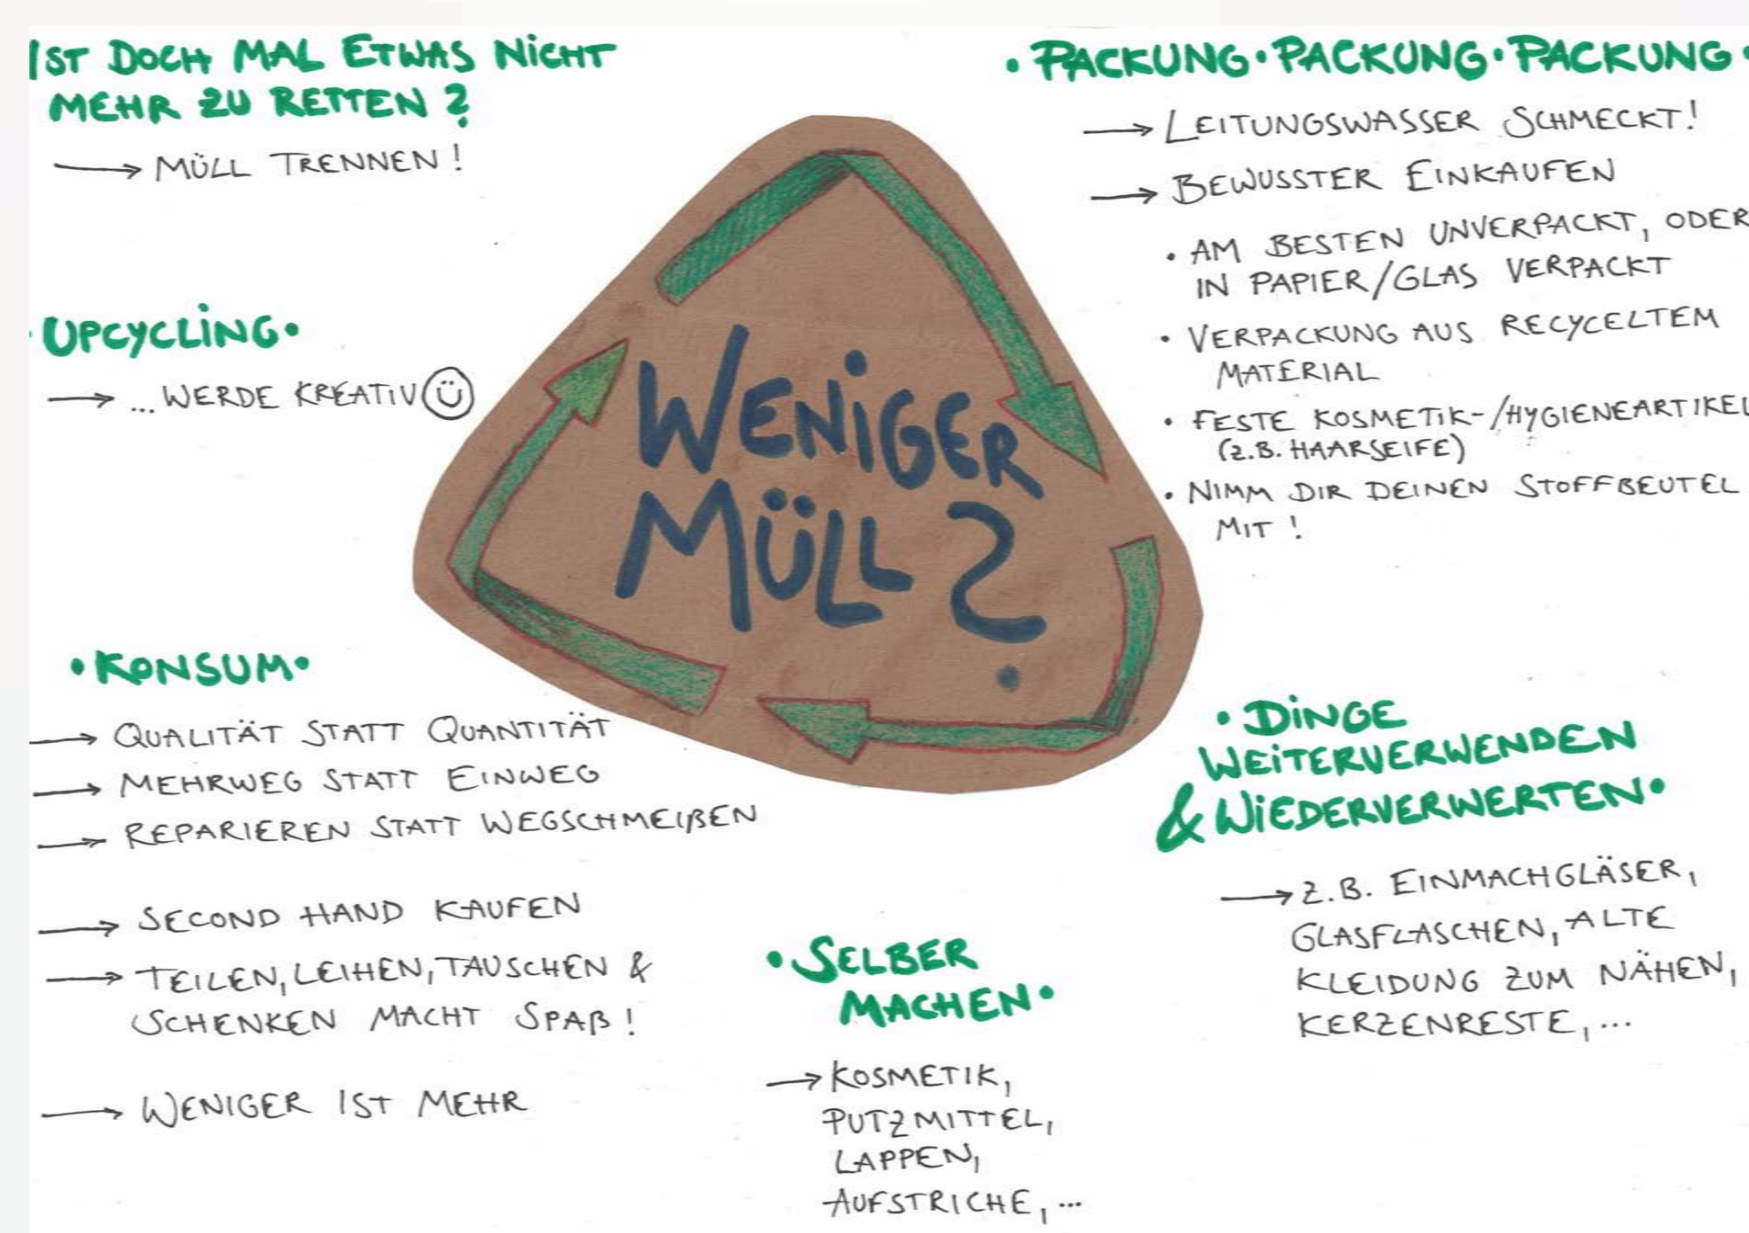 IST DOCH MAL ETWAS NICHT
MEHR ZU RETTEN?
→ MÜLL TRENNEN!
• UPCYCLING •
→ ... WERDE KREATIV
• KONSUM •
→ QUALITÄT STATT QUANTITÄT
→ MEHRWEG STATT EINWEG
→ REPARIEREN STATT WEGSCHMEIßEN
→ SECOND HAND KAUFEN
→ TEILEN, LEIHEN, TAUSCHEN &
SCHENKEN MACHT SPAß!
→ WENIGER IST MEHR
WENIGER
MÜLL?
• SELBER
MACHEN •
→ KOSMETIK,
PUTZMITTEL,
LAPPEN,
AUFSTRICHE, ...
• PACKUNG • PACKUNG • PACKUNG •
→ LEITUNGSWASSER SCHMECKT!
→ BEWUSSTER EINKAUFEN
• AM BESTEN UNVERPACKT, ODER
IN PAPIER/GLAS VERPACKT
• VERPACKUNG AUS RECYCELTEM
MATERIAL
• FESTE KOSMETIK-/HYGIENEARTIKEL
(Z.B. HAARSEIFE)
• NIMM DIR DEINEN STOFFBEUTEL
MIT!
• DINGE
WEITERVERWENDEN
& WIEDERVERWERTEN •
→ Z.B. EINMACHGLÄSER,
GLASFLASCHEN, ALTE
KLEIDUNG ZUM NÄHEN,
KERZENRESTE, ...